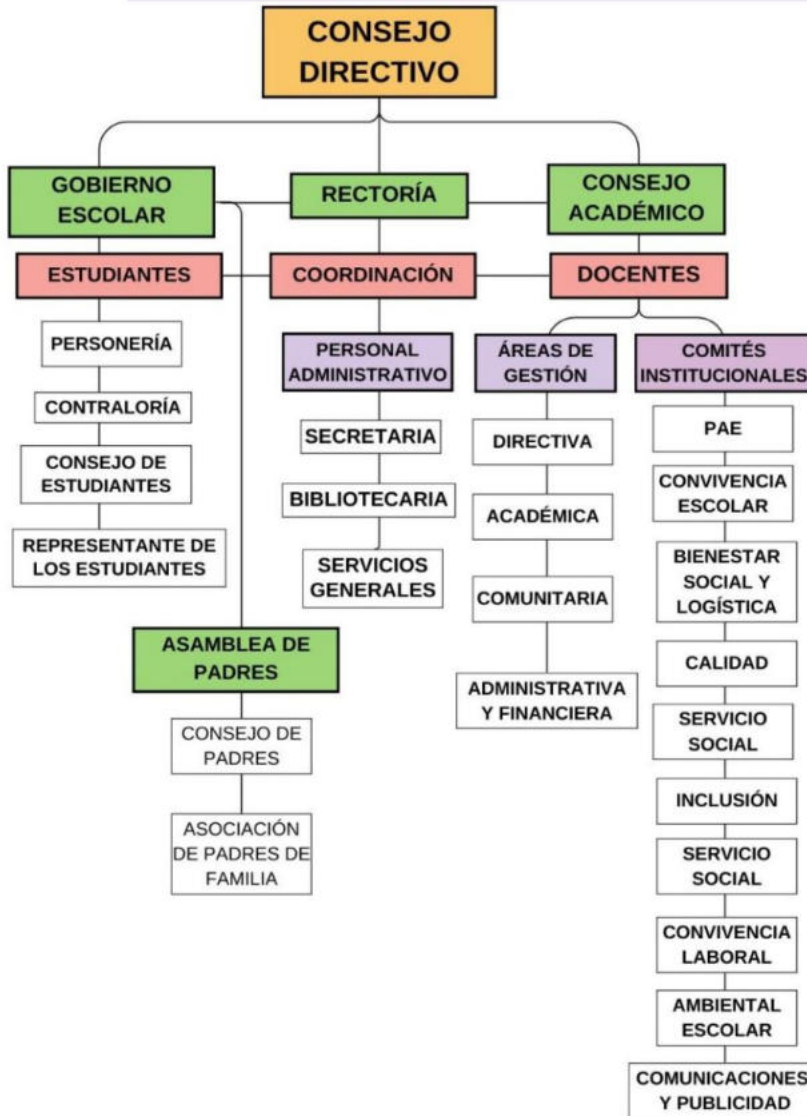 CONSEJO
DIRECTIVO
GOBIERNO
ESCOLAR
RECTORÍA
CONSEJO
ACADÉMICO
ESTUDIANTES
COORDINACIÓN
DOCENTES
PERSONERÍA
CONTRALORÍA
CONSEJO DE
ESTUDIANTES
REPRESENTANTE DE
LOS ESTUDIANTES
PERSONAL
ADMINISTRATIVO
SECRETARIA
BIBLIOTECARIA
SERVICIOS
GENERALES
ÁREAS DE
GESTIÓN
DIRECTIVA
ACADÉMICA
COMUNITARIA
ADMINISTRATIVA
Y FINANCIERA
COMITÉS
INSTITUCIONALES
PAE
CONVIVENCIA
ESCOLAR
BIENESTAR
SOCIAL Y
LOGÍSTICA
CALIDAD
SERVICIO
SOCIAL
INCLUSIÓN
SERVICIO
SOCIAL
CONVIVENCIA
LABORAL
AMBIENTAL
ESCOLAR
COMUNICACIONES
Y PUBLICIDAD
ASAMBLEA DE
PADRES
CONSEJO DE
PADRES
ASOCIACIÓN
DE PADRES DE
FAMILIA